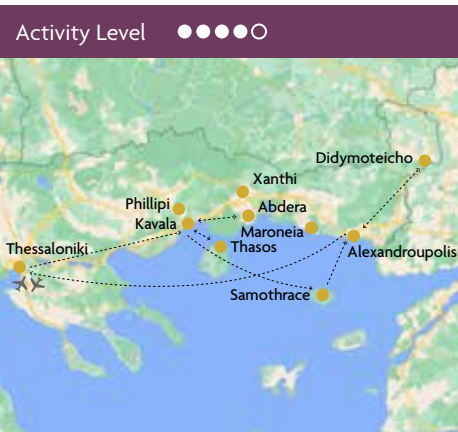 Activity Level
Didymoteicho
Xanthi
Phillipi
Abdera
Kavala
Maroneia
Thasos
Thessaloniki
Alexandroupolis
Samothrace